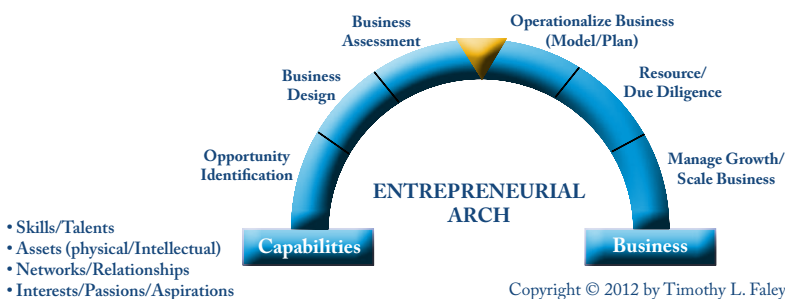 Business
Assessment
Operationalize Business
(Model/Plan)
Business
Design
Resource/
Due Diligence
Opportunity
Identification
Manage Growth/
Scale Business
ENTREPRENEURIAL
ARCH
• Skills/Talents
• Assets (physical/Intellectual)
• Networks/Relationships
• Interests/Passions/Aspirations
Capabilities
Business
Copyright © 2012 by Timothy L. Faley